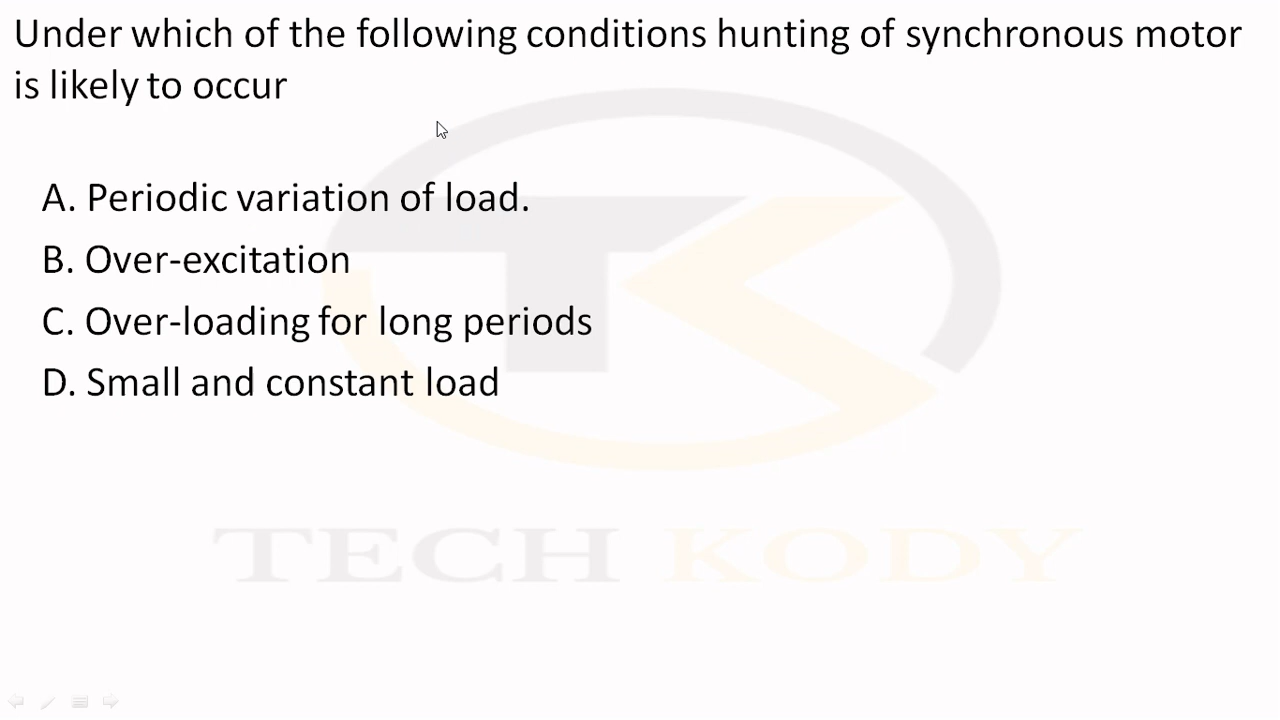 Under which of the following conditions hunting of synchronous motor
is likely to occur
A. Periodic variation of load.
B. Over-excitation
C. Over-loading for long periods
D. Small and constant load
TECH KODY